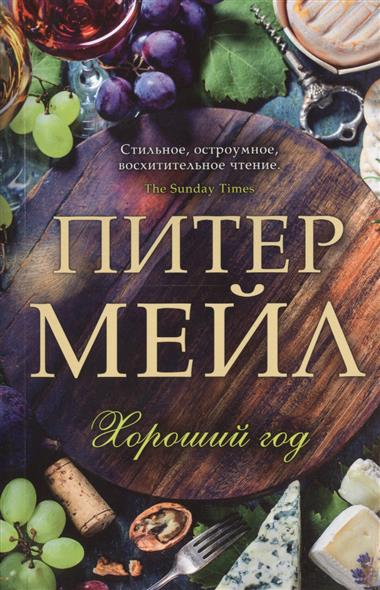 Стильное, остроумное,
восхитительное чтение.
The Sunday Times
ПИТЕР
МЕЙЛ
Хороший год